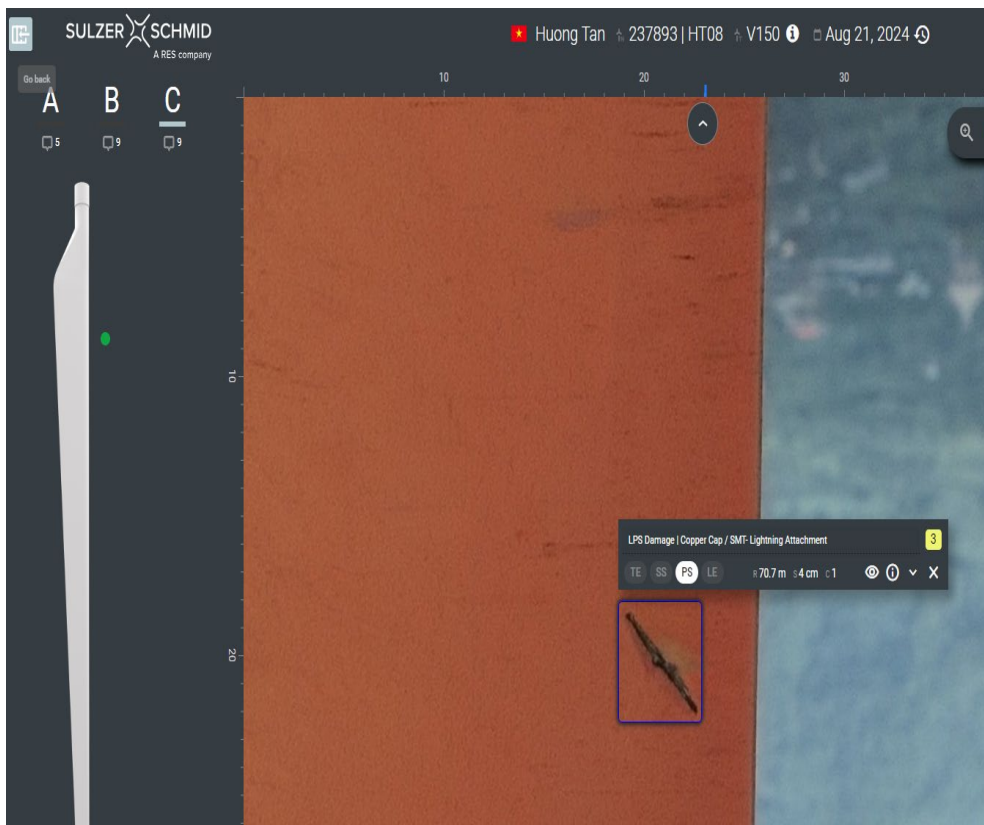 SULZER SCHMID
A RES company
Huong Tan 237893 | HT08 V150 Aug 21, 2024
Go back
A B C
5 9 9
10 20 30
10
20
LPS Damage | Copper Cap / SMT- Lightning Attachment 3
TE SS PS LE R 70.7 m S 4 cm C 1